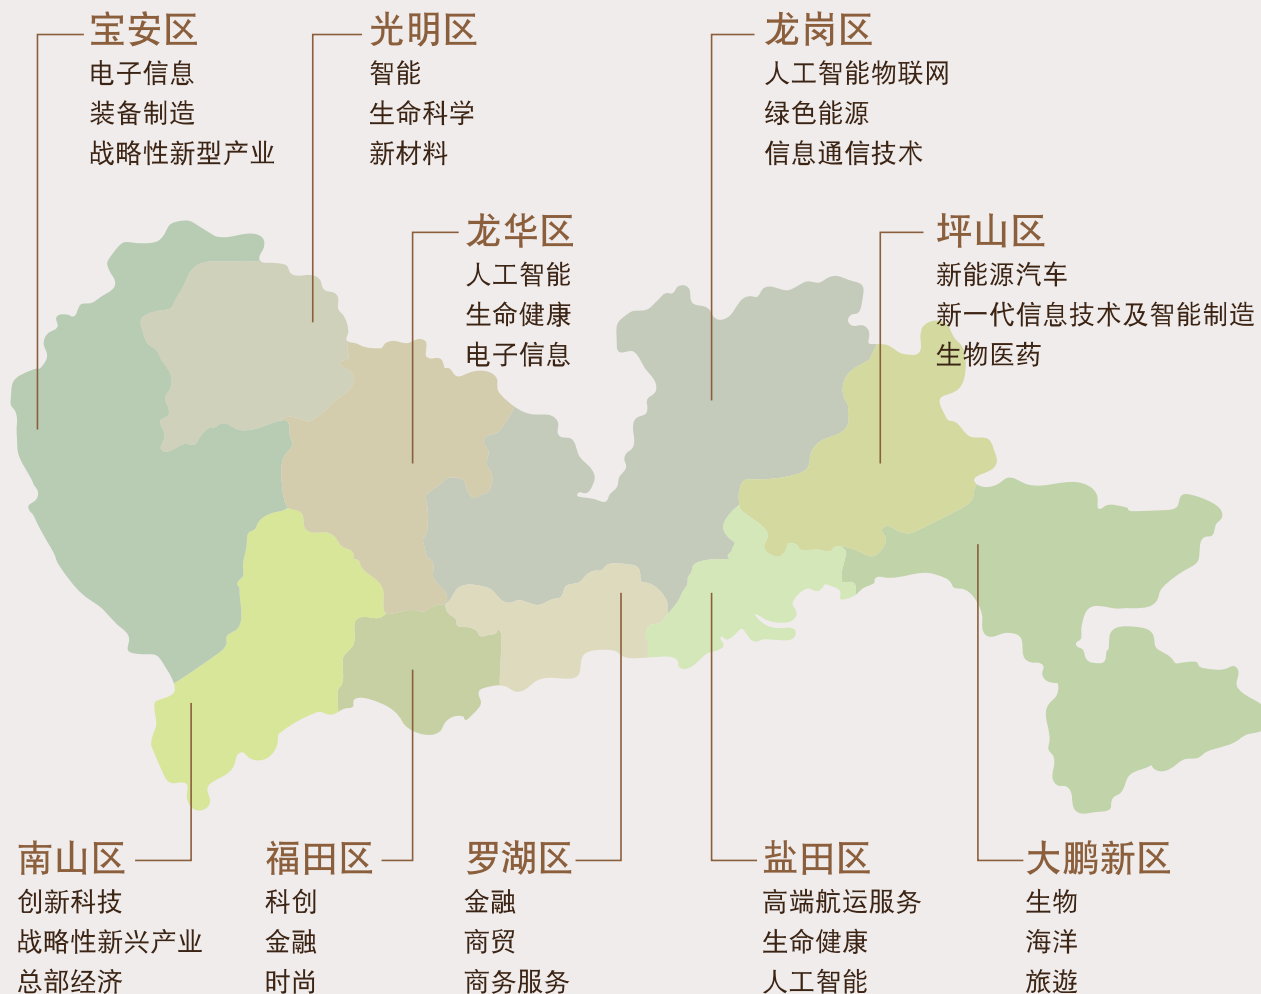 宝安区
电子信息
装备制造
战略性新型产业
光明区
智能
生命科学
新材料
龙岗区
人工智能物联网
绿色能源
信息通信技术
龙华区
人工智能
生命健康
电子信息
坪山区
新能源汽车
新一代信息技术及智能制造
生物医药
南山区
创新科技
战略性新兴产业
总部经济
福田区
科创
金融
时尚
罗湖区
金融
商贸
商务服务
盐田区
高端航运服务
生命健康
人工智能
大鹏新区
生物
海洋
旅遊